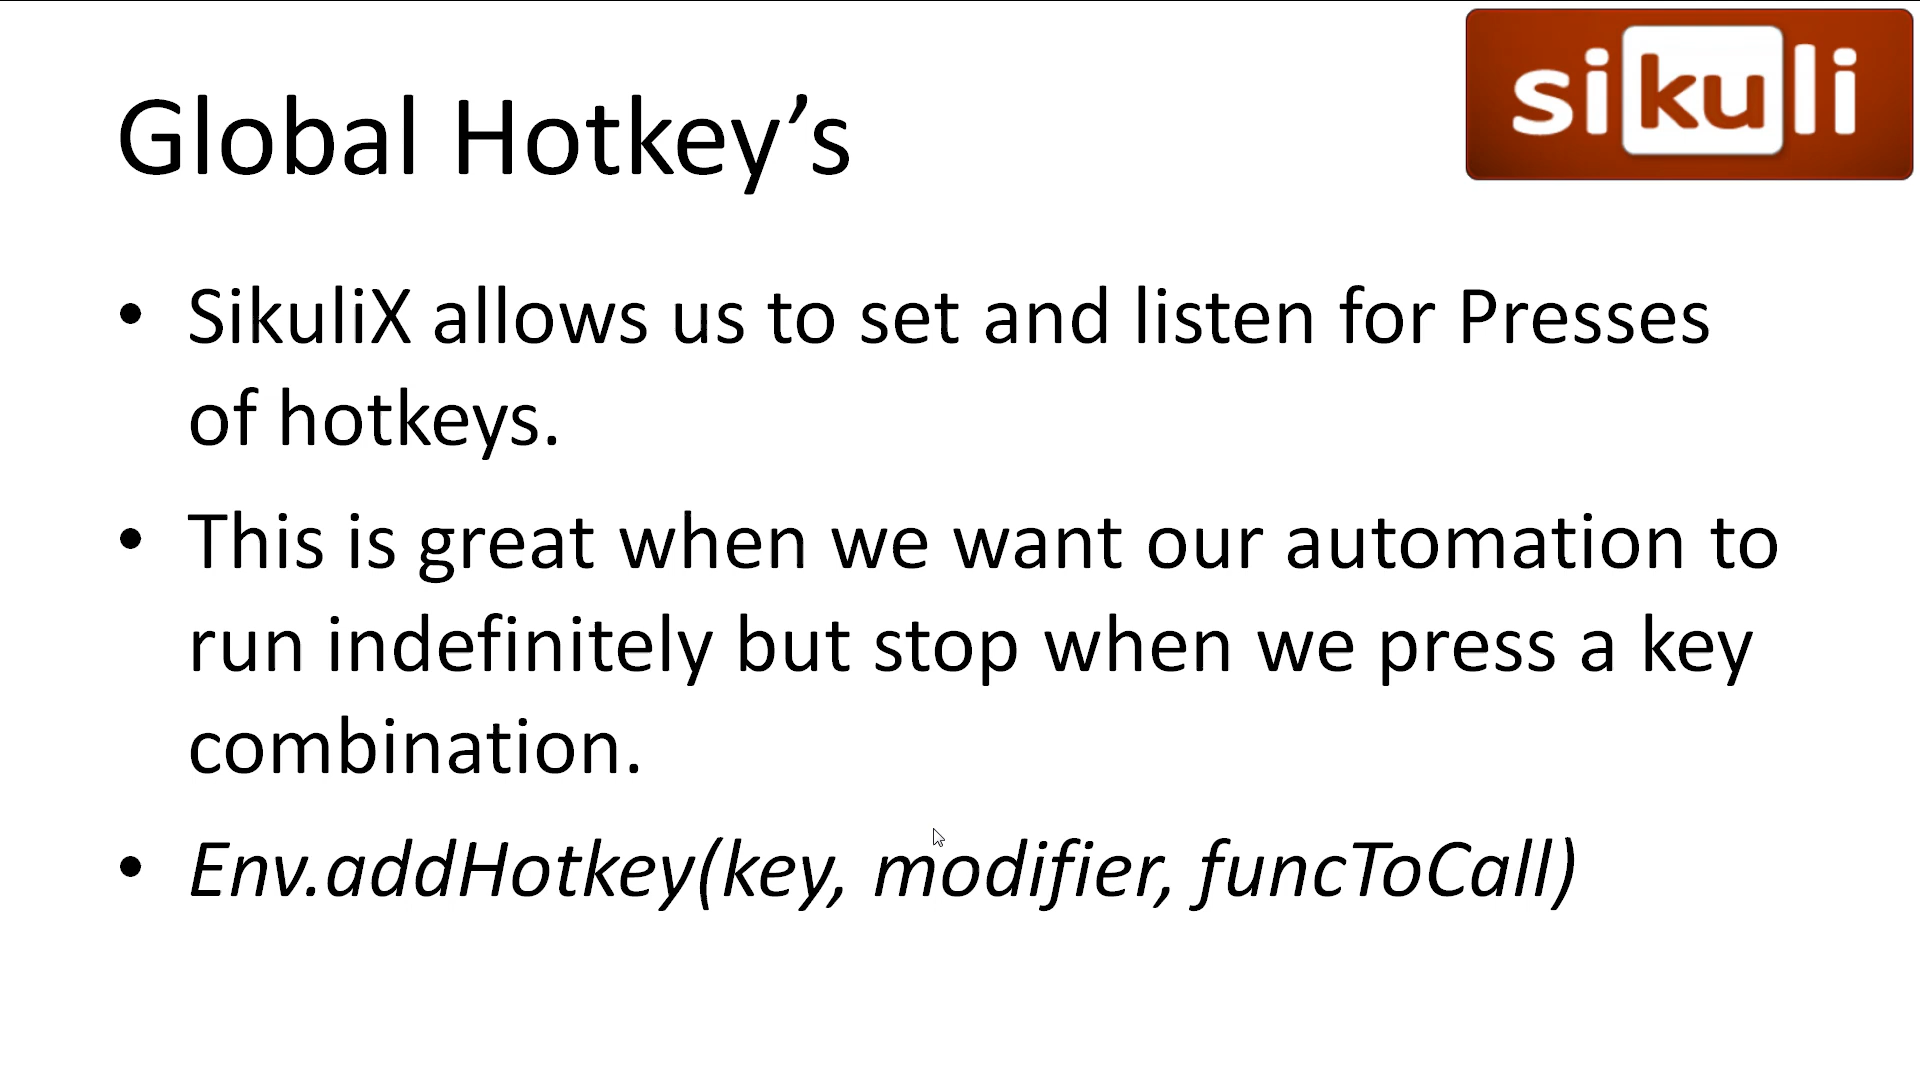 sikuli
Global Hotkey’s
• SikuliX allows us to set and listen for Presses
of hotkeys.
• This is great when we want our automation to
run indefinitely but stop when we press a key
combination.
• Env.addHotkey(key, modifier, funcToCall)